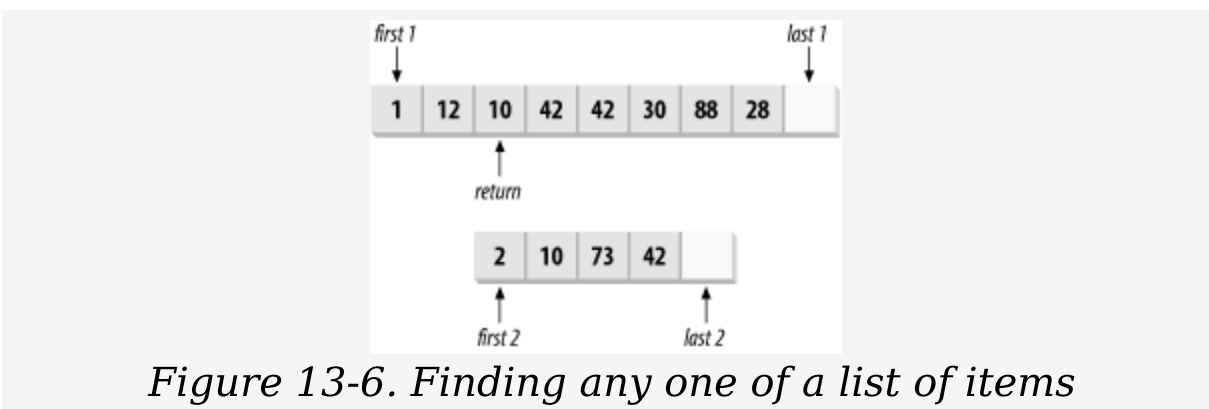 first 1 last 1
1 12 10 42 42 30 88 28
return
2 10 73 42
first 2 last 2
Figure 13-6. Finding any one of a list of items